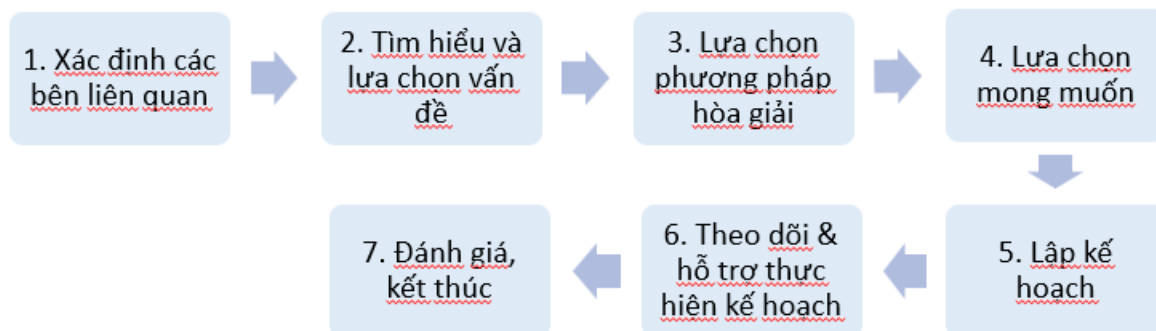 1. Xác định các
bên liên quan
2. Tìm hiểu và
lựa chọn vấn
đề
3. Lựa chọn
phương pháp
hòa giải
4. Lựa chọn
mong muốn
5. Lập kế
hoạch
6. Theo dõi &
hỗ trợ thực
hiện kế hoạch
7. Đánh giá,
kết thúc